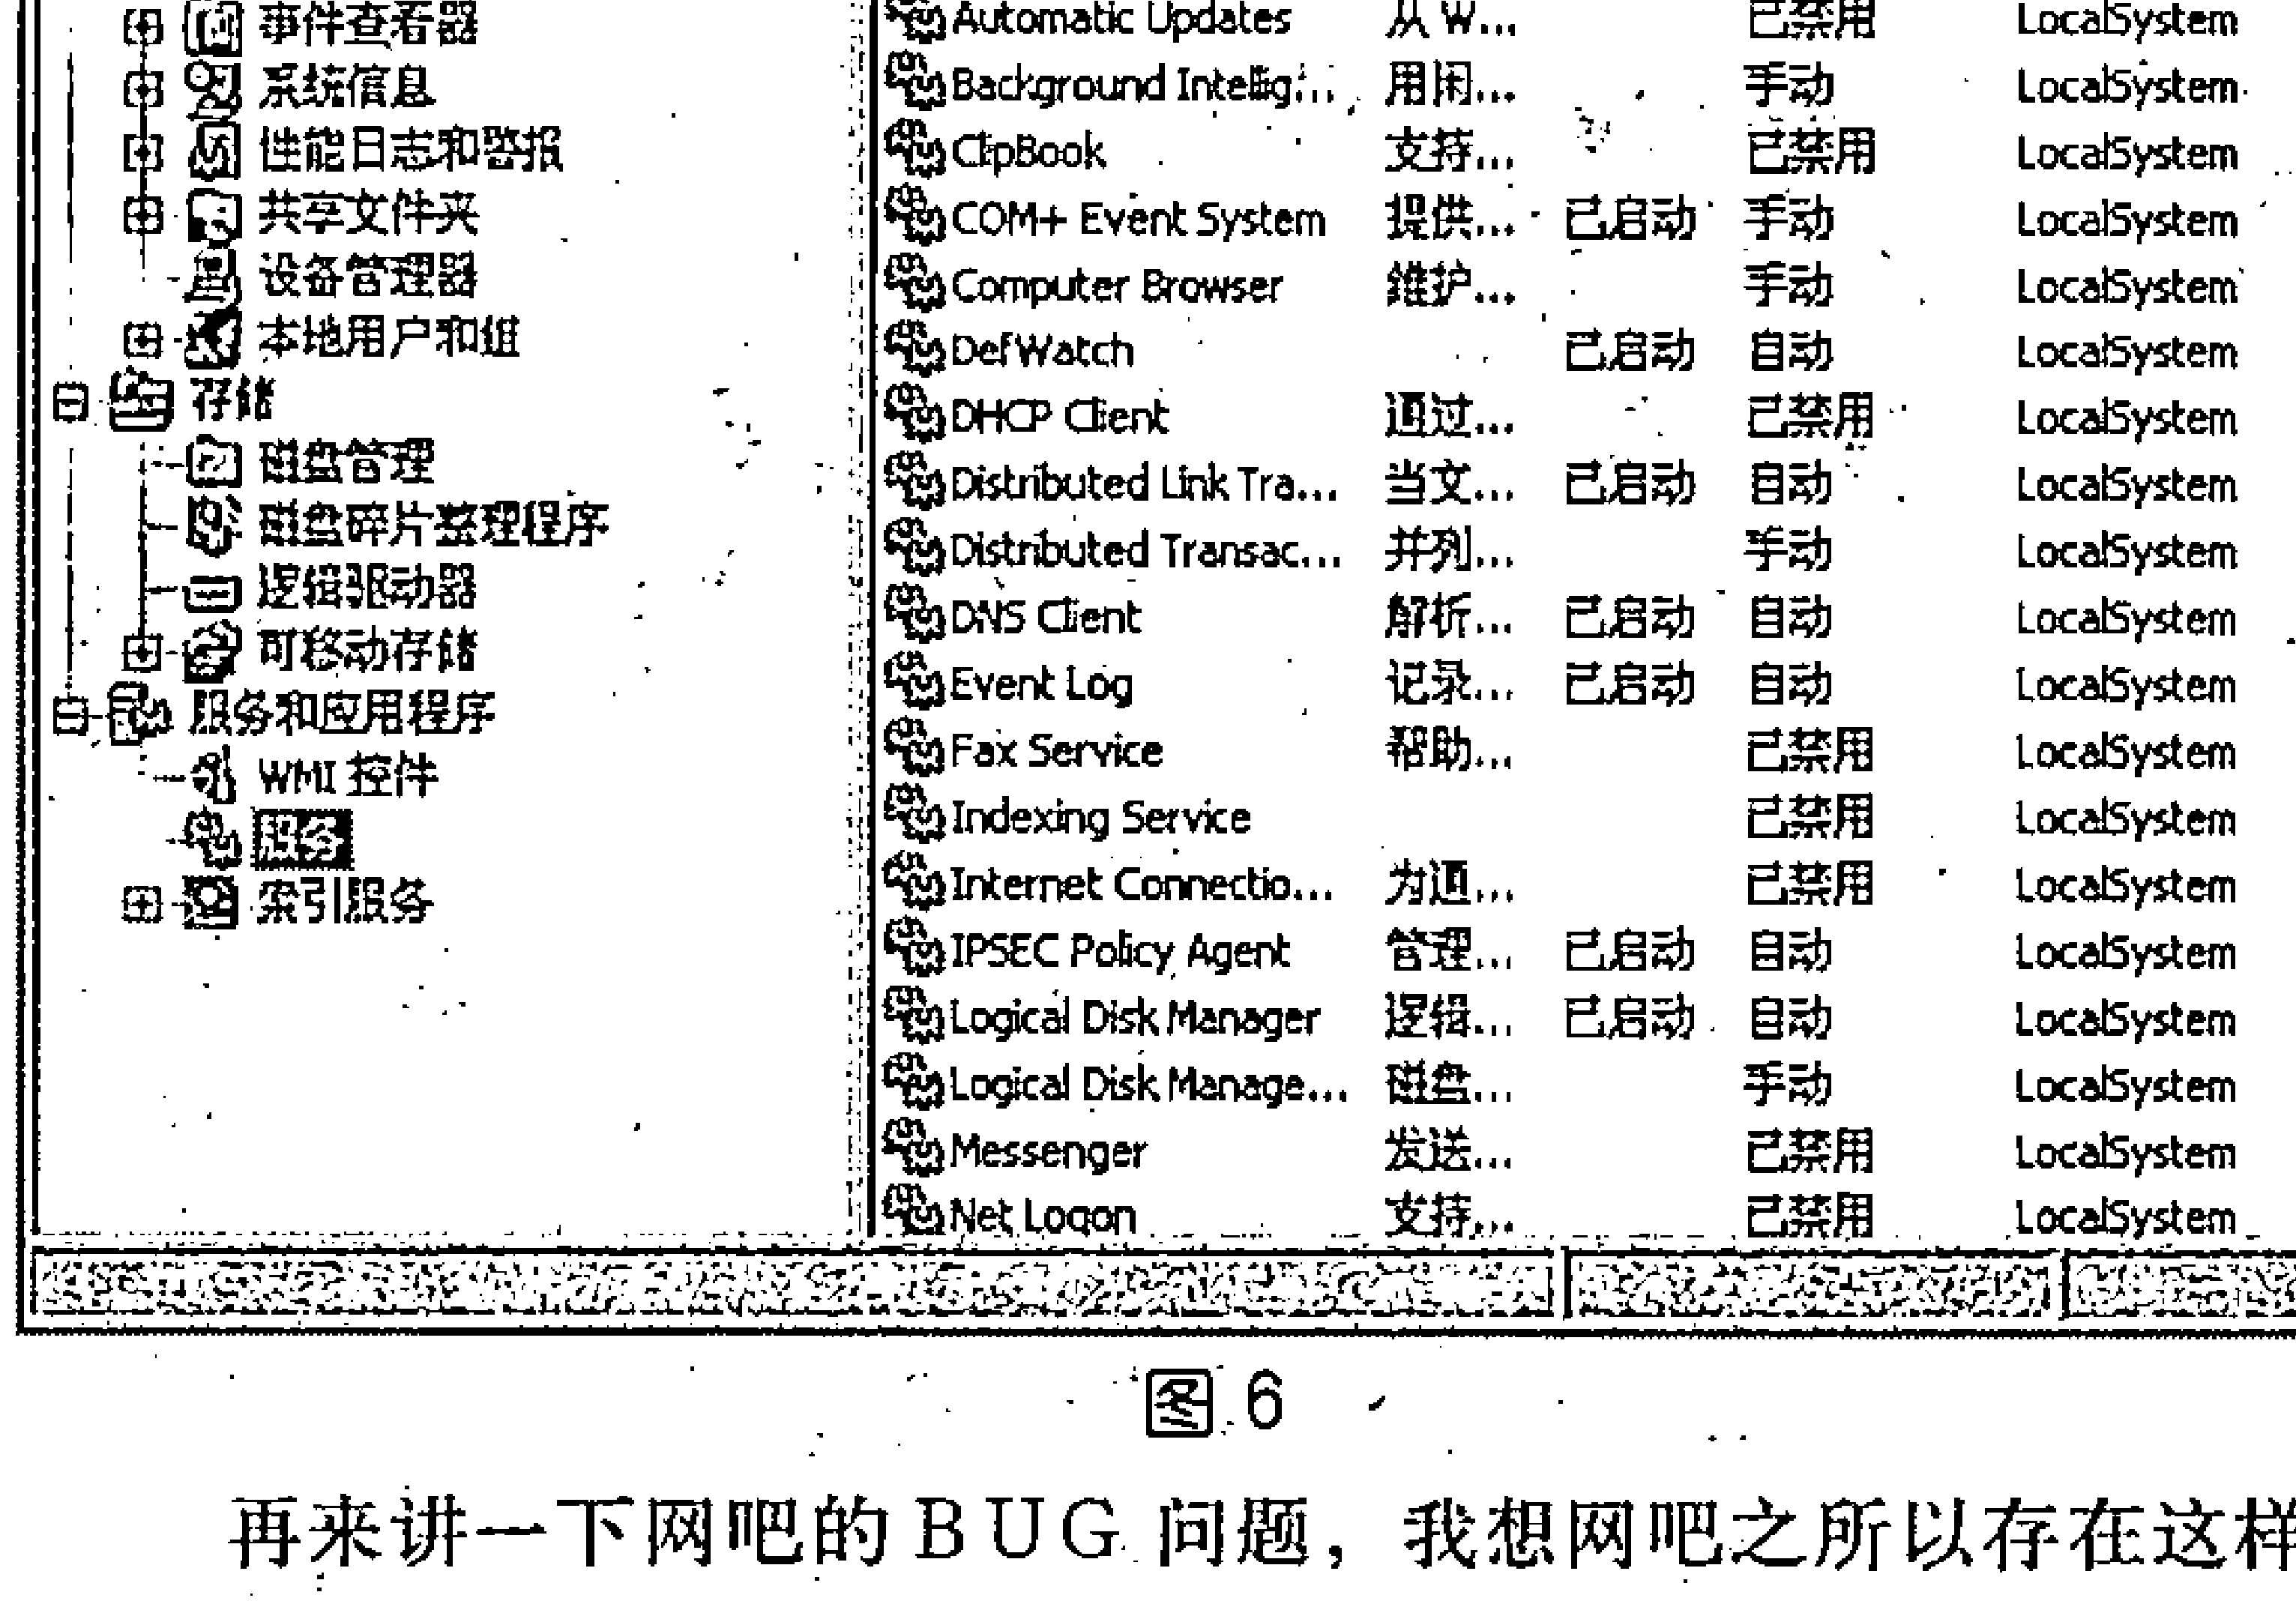 事件查看器
系统信息
性能日志和警报
共享文件夹
设备管理器
本地用户和组
存储
磁盘管理
磁盘碎片整理程序
逻辑驱动器
可移动存储
服务和应用程序
WMI 控件
服务
索引服务
Automatic Updates 从 W... 已禁用 LocalSystem
Background Intellig... 用闲... 手动 LocalSystem
ClipBook 支持... 已禁用 LocalSystem
COM+ Event System 提供... 已启动 手动 LocalSystem
Computer Browser 维护... 手动 LocalSystem
DefWatch 已启动 自动 LocalSystem
DHCP Client 通过... 已禁用 LocalSystem
Distributed Link Tra... 当文... 已启动 自动 LocalSystem
Distributed Transac... 并列... 手动 LocalSystem
DNS Client 解析... 已启动 自动 LocalSystem
Event Log 记录... 已启动 自动 LocalSystem
Fax Service 帮助... 已禁用 LocalSystem
Indexing Service 已禁用 LocalSystem
Internet Connectio... 为通... 已禁用 LocalSystem
IPSEC Policy Agent 管理... 已启动 自动 LocalSystem
Logical Disk Manager 逻辑... 已启动 自动 LocalSystem
Logical Disk Manage... 磁盘... 手动 LocalSystem
Messenger 发送... 已禁用 LocalSystem
Net Logon 支持... 已禁用 LocalSystem
图 6
再来讲一下网吧的BUG 问题，我想网吧之所以存在这样